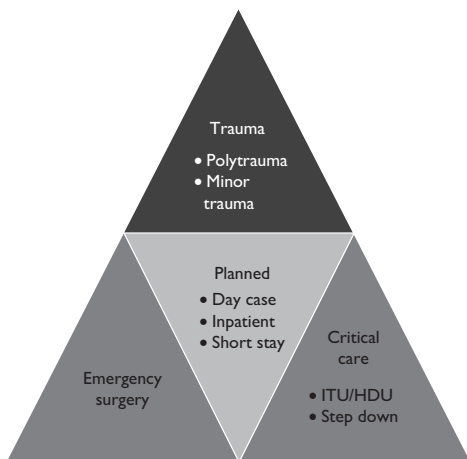 Trauma
• Polytrauma
• Minor
trauma
Planned
• Day case
• Inpatient
• Short stay
Emergency
surgery
Critical
care
• ITU/HDU
• Step down